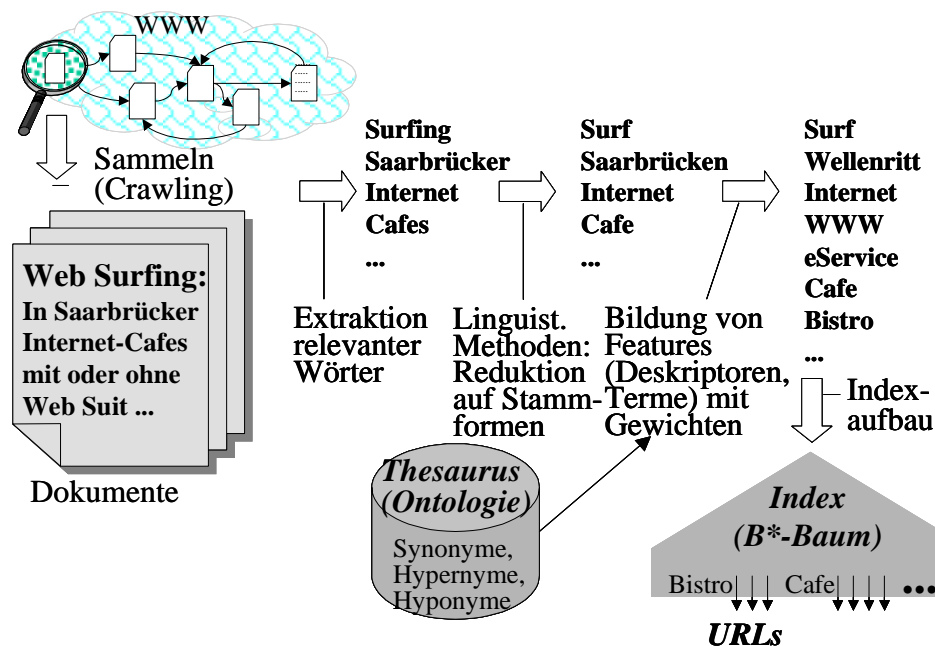 WWW
Sammeln
(Crawling)
Web Surfing:
In Saarbrücker
Internet-Cafes
mit oder ohne
Web Suit ...
Dokumente
Surfing
Saarbrücker
Internet
Cafes
...
Extraktion
relevanter
Wörter
Surf
Saarbrücken
Internet
Cafe
...
Linguist.
Methoden:
Reduktion
auf Stamm-
formen
Surf
Wellenritt
Internet
WWW
eService
Cafe
Bistro
...
Bildung von
Features
(Deskriptoren,
Terme) mit
Gewichten
Index-
aufbau
Thesaurus
(Ontologie)
Synonyme,
Hypernyme,
Hyponyme
Index
(B*-Baum)
Bistro Cafe ...
URLs